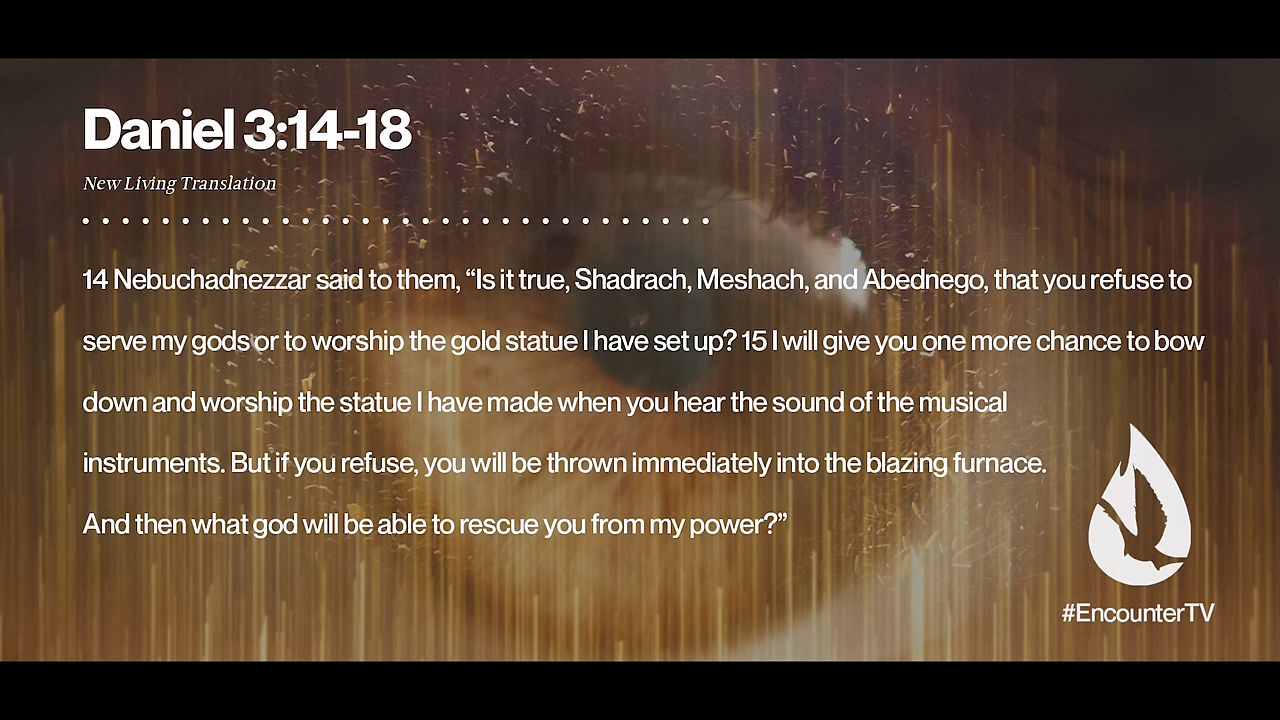 Daniel 3:14-18
New Living Translation
14 Nebuchadnezzar said to them, “Is it true, Shadrach, Meshach, and Abednego, that you refuse to
serve my gods or to worship the gold statue I have set up? 15 I will give you one more chance to bow
down and worship the statue I have made when you hear the sound of the musical
instruments. But if you refuse, you will be thrown immediately into the blazing furnace.
And then what god will be able to rescue you from my power?”
#EncounterTV